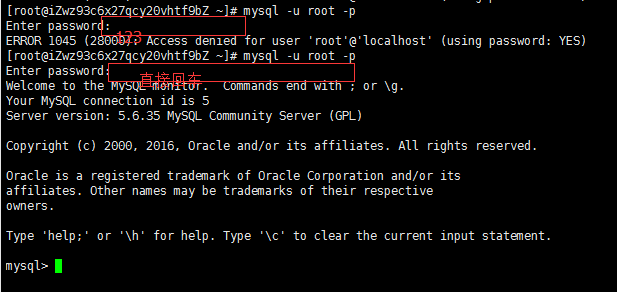 [root@iZwz93c6x27qcy20vhtf9bZ ~]# mysql -u root -p
Enter password:
123
ERROR 1045 (28000): Access denied for user 'root'@'localhost' (using password: YES)
[root@iZwz93c6x27qcy20vhtf9bZ ~]# mysql -u root -p
Enter password:
直接回车
Welcome to the MySQL monitor.  Commands end with ; or \g.
Your MySQL connection id is 5
Server version: 5.6.35 MySQL Community Server (GPL)
Copyright (c) 2000, 2016, Oracle and/or its affiliates. All rights reserved.
Oracle is a registered trademark of Oracle Corporation and/or its
affiliates. Other names may be trademarks of their respective
owners.
Type 'help;' or '\h' for help. Type '\c' to clear the current input statement.
mysql>